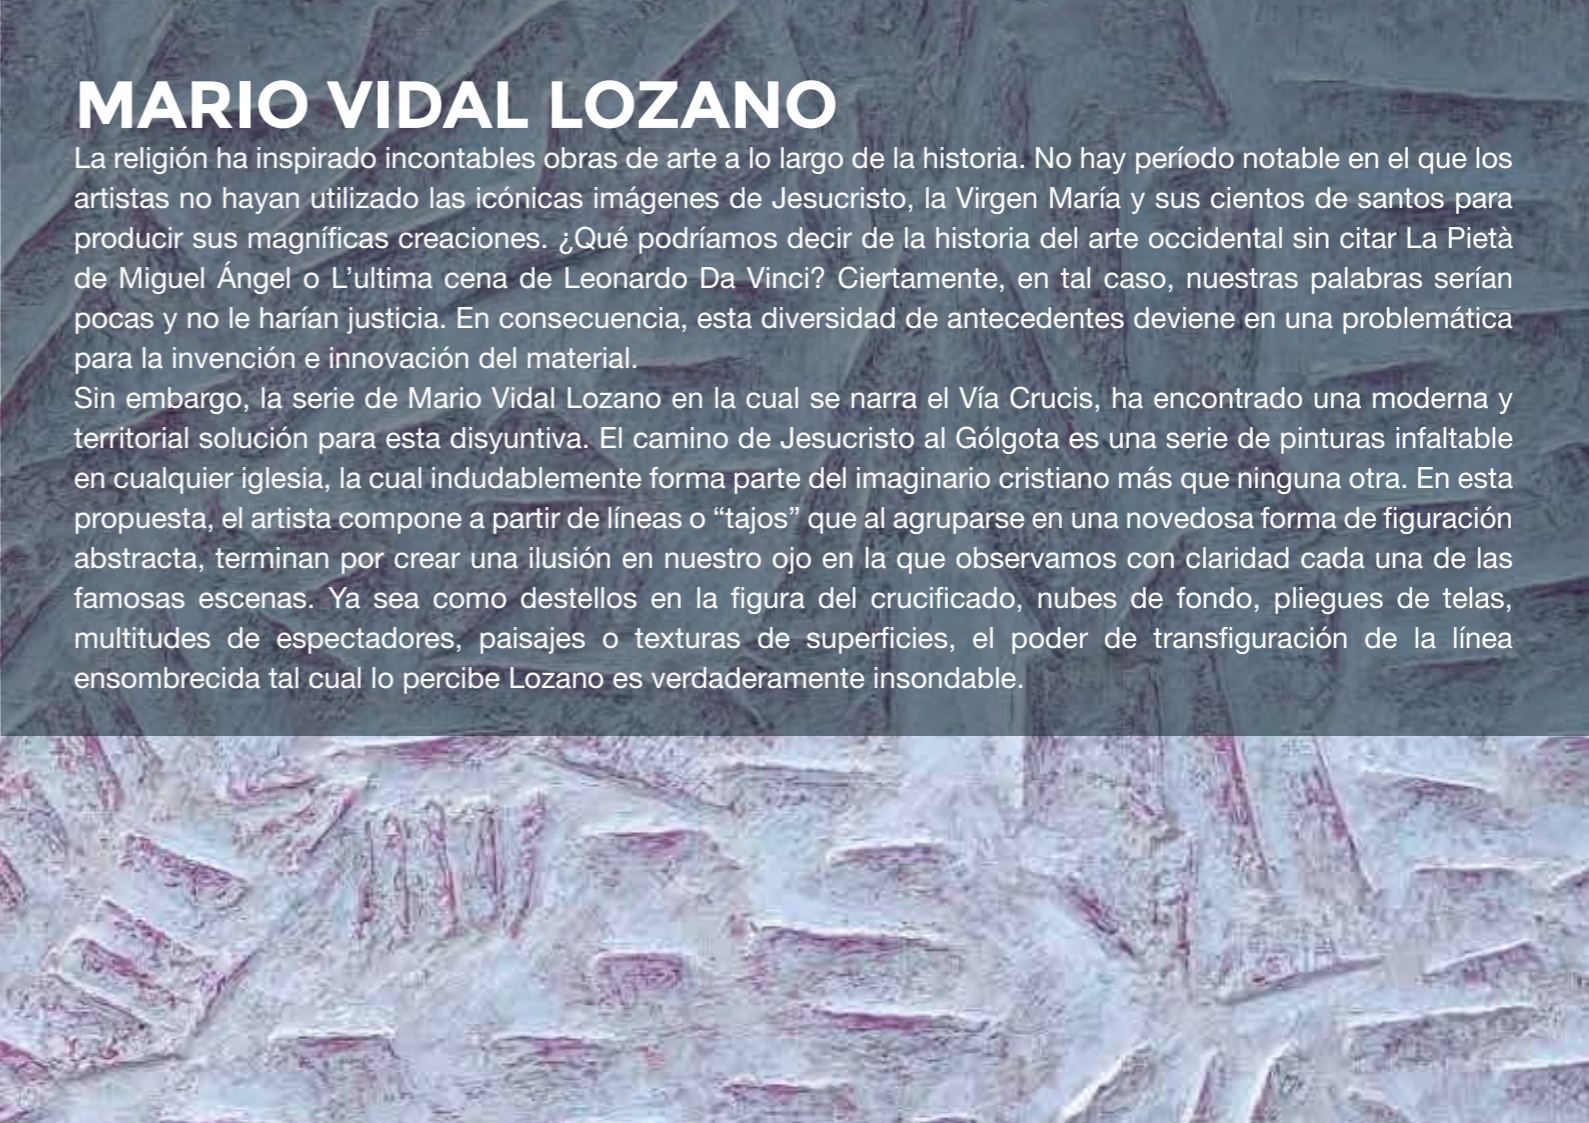 MARIO VIDAL LOZANO
La religión ha inspirado incontables obras de arte a lo largo de la historia. No hay período notable en el que los
artistas no hayan utilizado las icónicas imágenes de Jesucristo, la Virgen María y sus cientos de santos para
producir sus magníficas creaciones. ¿Qué podríamos decir de la historia del arte occidental sin citar La Pietà
de Miguel Ángel o L’ultima cena de Leonardo Da Vinci? Ciertamente, en tal caso, nuestras palabras serían
pocas y no le harían justicia. En consecuencia, esta diversidad de antecedentes deviene en una problemática
para la invención e innovación del material.
Sin embargo, la serie de Mario Vidal Lozano en la cual se narra el Vía Crucis, ha encontrado una moderna y
territorial solución para esta disyuntiva. El camino de Jesucristo al Gólgota es una serie de pinturas infaltable
en cualquier iglesia, la cual indudablemente forma parte del imaginario cristiano más que ninguna otra. En esta
propuesta, el artista compone a partir de líneas o “tajos” que al agruparse en una novedosa forma de figuración
abstracta, terminan por crear una ilusión en nuestro ojo en la que observamos con claridad cada una de las
famosas escenas. Ya sea como destellos en la figura del crucificado, nubes de fondo, pliegues de telas,
multitudes de espectadores, paisajes o texturas de superficies, el poder de transfiguración de la línea
ensombrecida tal cual lo percibe Lozano es verdaderamente insondable.